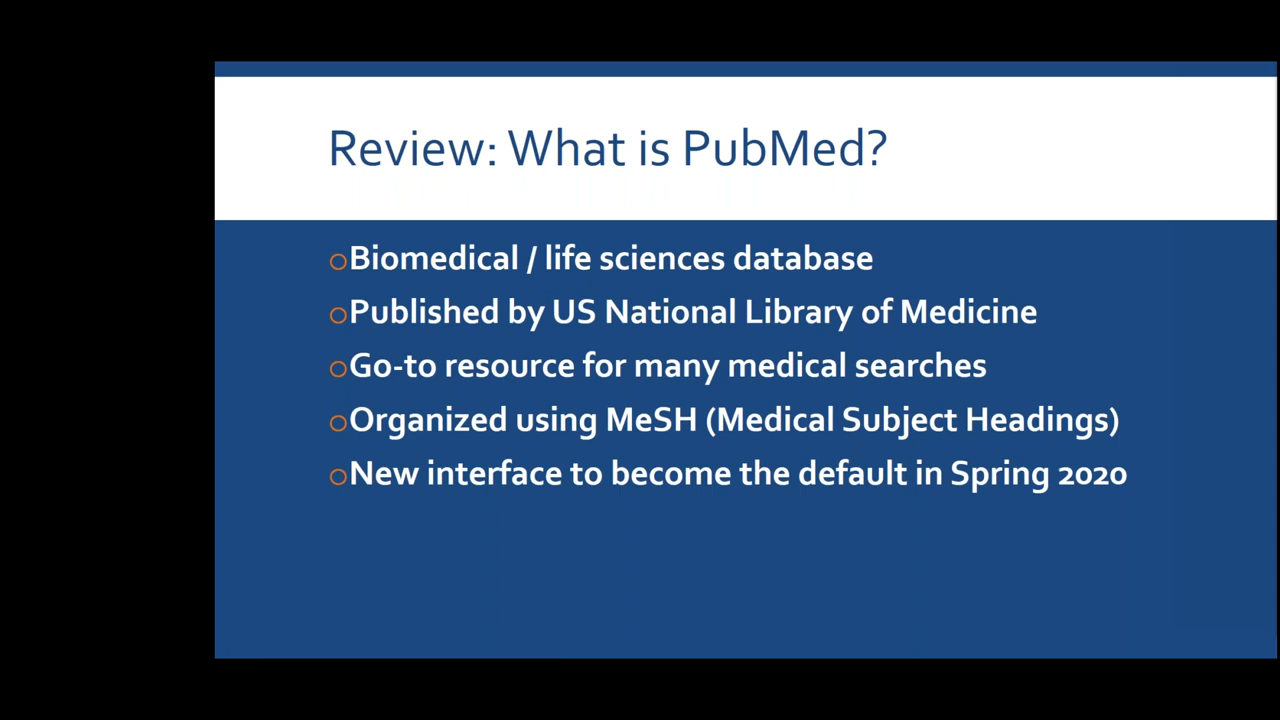 Review: What is PubMed?
Biomedical / life sciences database
Published by US National Library of Medicine
Go-to resource for many medical searches
Organized using MeSH (Medical Subject Headings)
New interface to become the default in Spring 2020